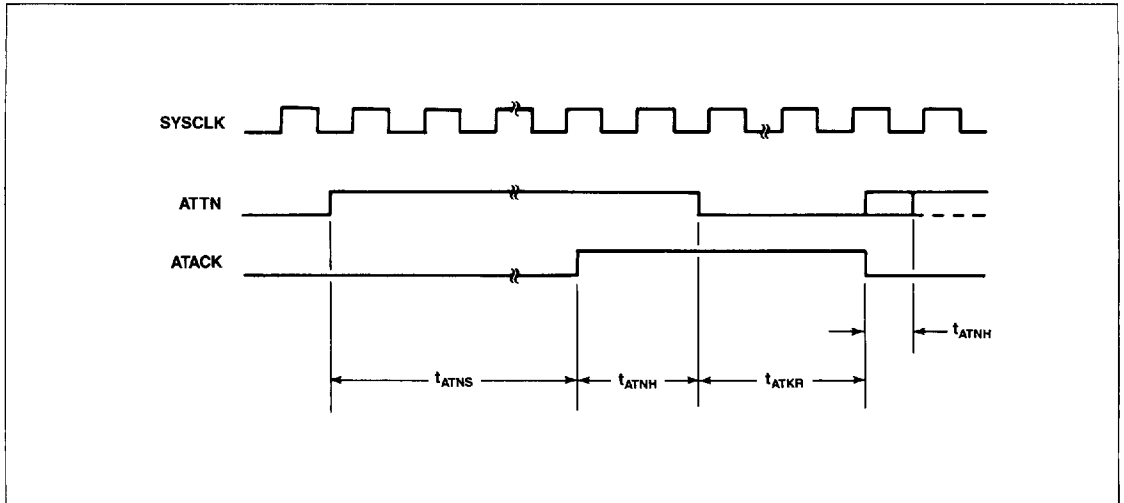 SYSCLK
ATTN
ATACK
tATNH
tATNS
tATNH
tATKR